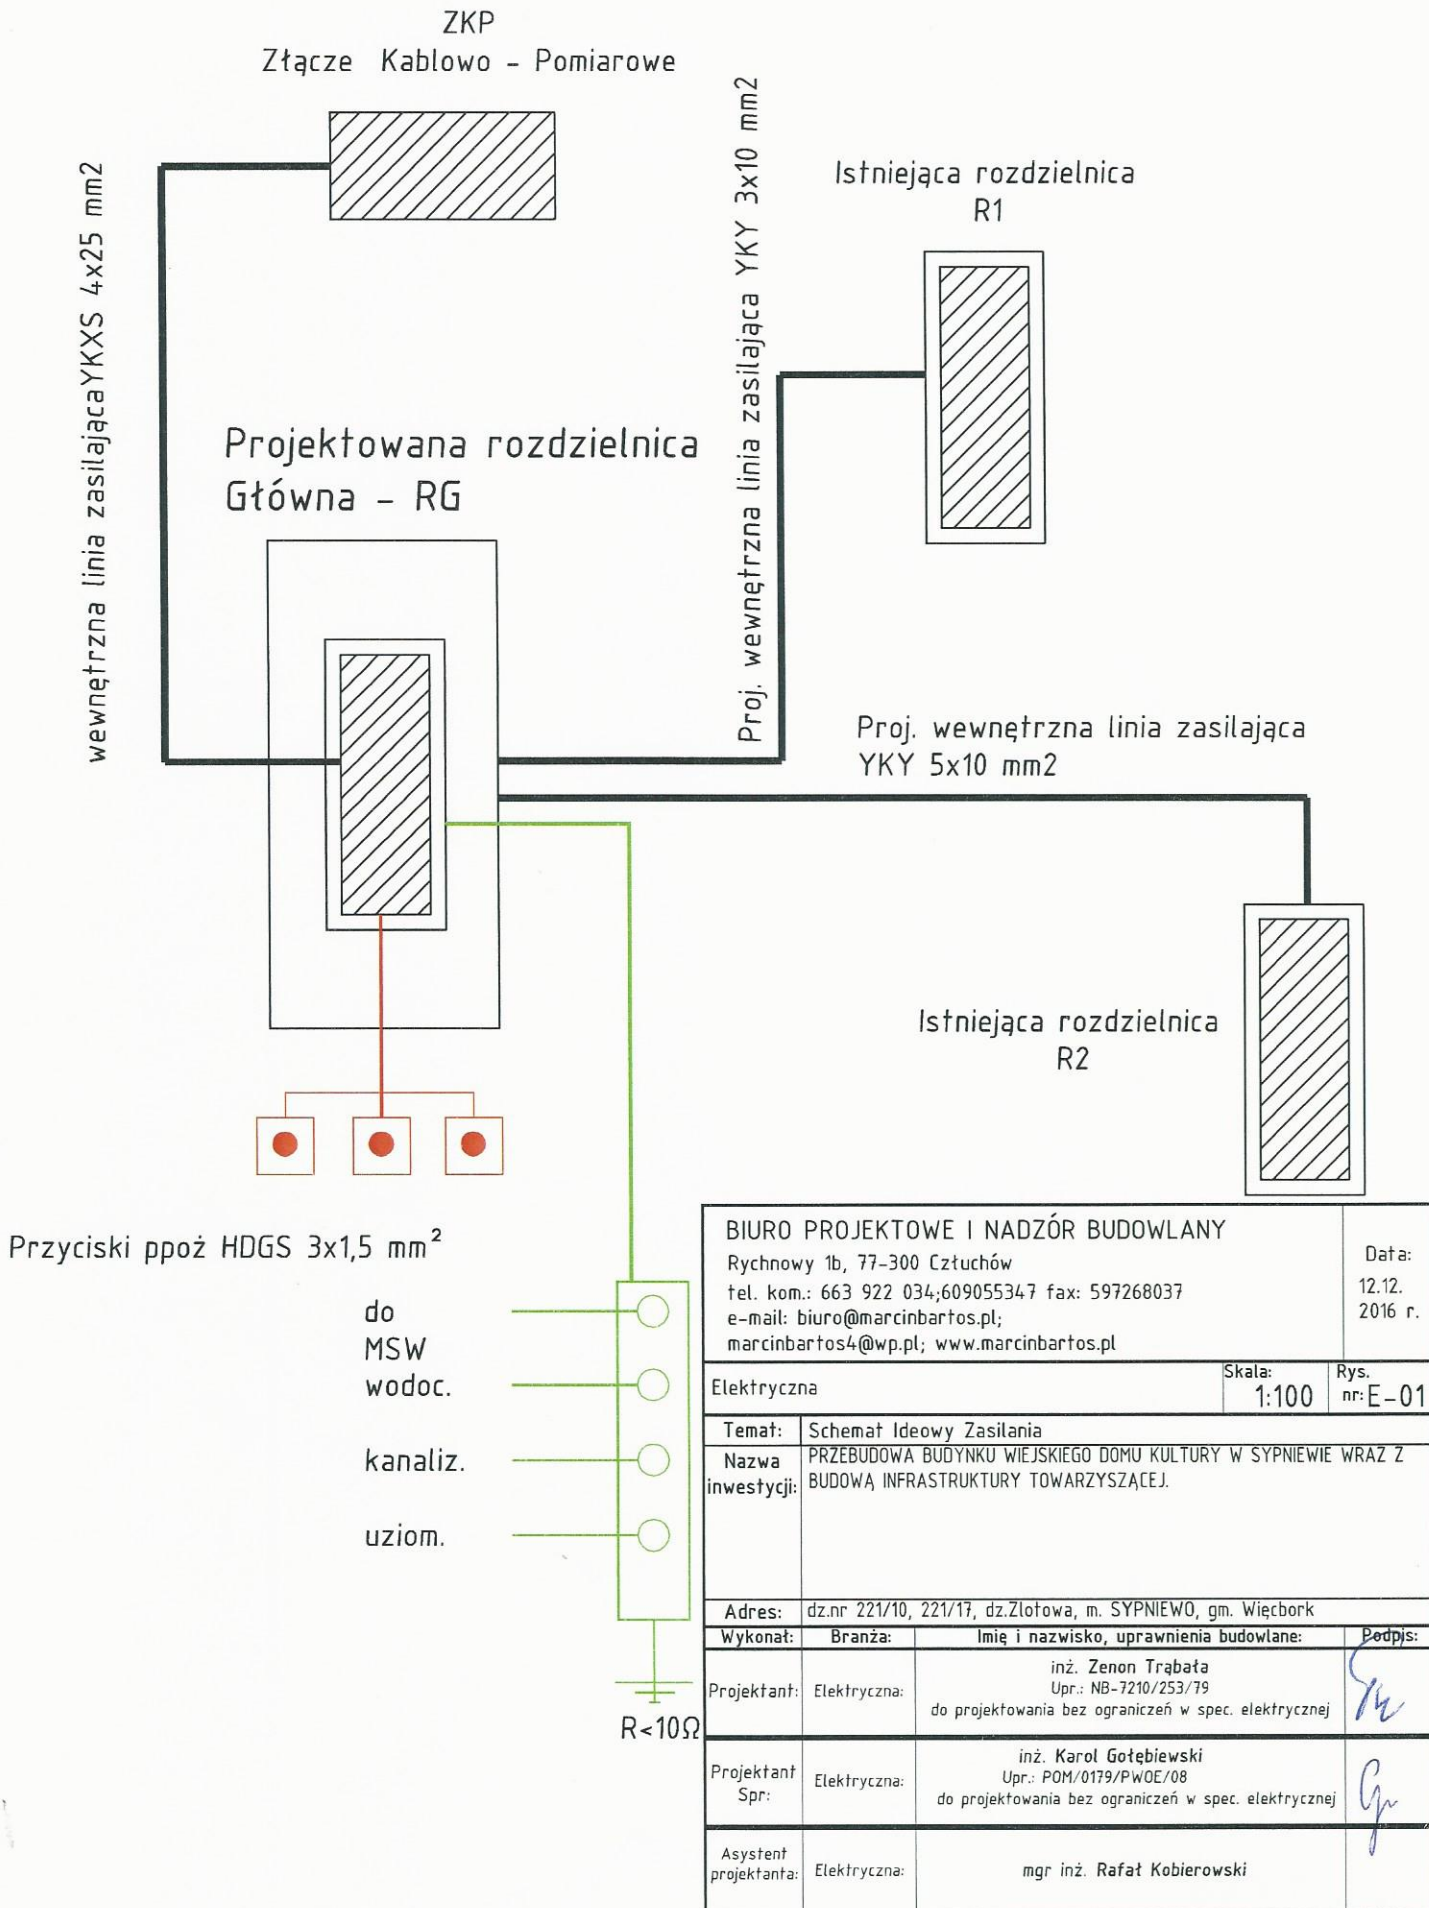 ZKP
Złącze Kablowo - Pomiarowe
wewnętrzna linia zasilającaYKXS 4x25 mm2
Proj. wewnętrzna linia zasilająca YKY 3x10 mm2
Istniejąca rozdzielnica
R1
Projektowana rozdzielnica
Główna - RG
Proj. wewnętrzna linia zasilająca
YKY 5x10 mm2
Istniejąca rozdzielnica
R2
Przyciski ppoż HDGS 3x1,5 mm²
do
MSW
wodoc.
kanaliz.
uziom.
R<10Ω
BIURO PROJEKTOWE I NADZÓR BUDOWLANY
Rychnowy 1b, 77-300 Człuchów
tel. kom.: 663 922 034;609055347 fax: 597268037
e-mail: biuro@marcinbartos.pl;
marcinbartos4@wp.pl; www.marcinbartos.pl
Data:
12.12.
2016 r.
Elektryczna
Skala:
1:100
Rys.
nr: E-01
Temat: Schemat Ideowy Zasilania
Nazwa
inwestycji:
PRZEBUDOWA BUDYNKU WIEJSKIEGO DOMU KULTURY W SYPNIEWIE WRAZ Z
BUDOWĄ INFRASTRUKTURY TOWARZYSZĄCEJ.
Adres: dz.nr 221/10, 221/17, dz.Zlotowa, m. SYPNIEWO, gm. Więcbork
Wykonał: Branża: Imię i nazwisko, uprawnienia budowlane: Podpis:
Projektant: Elektryczna:
inż. Zenon Trąbała
Upr.: NB-7210/253/79
do projektowania bez ograniczeń w spec. elektrycznej
Projektant
Spr:
Elektryczna:
inż. Karol Gołębiewski
Upr.: POM/0179/PWOE/08
do projektowania bez ograniczeń w spec. elektrycznej
Asystent
projektanta:
Elektryczna:
mgr inż. Rafał Kobierowski